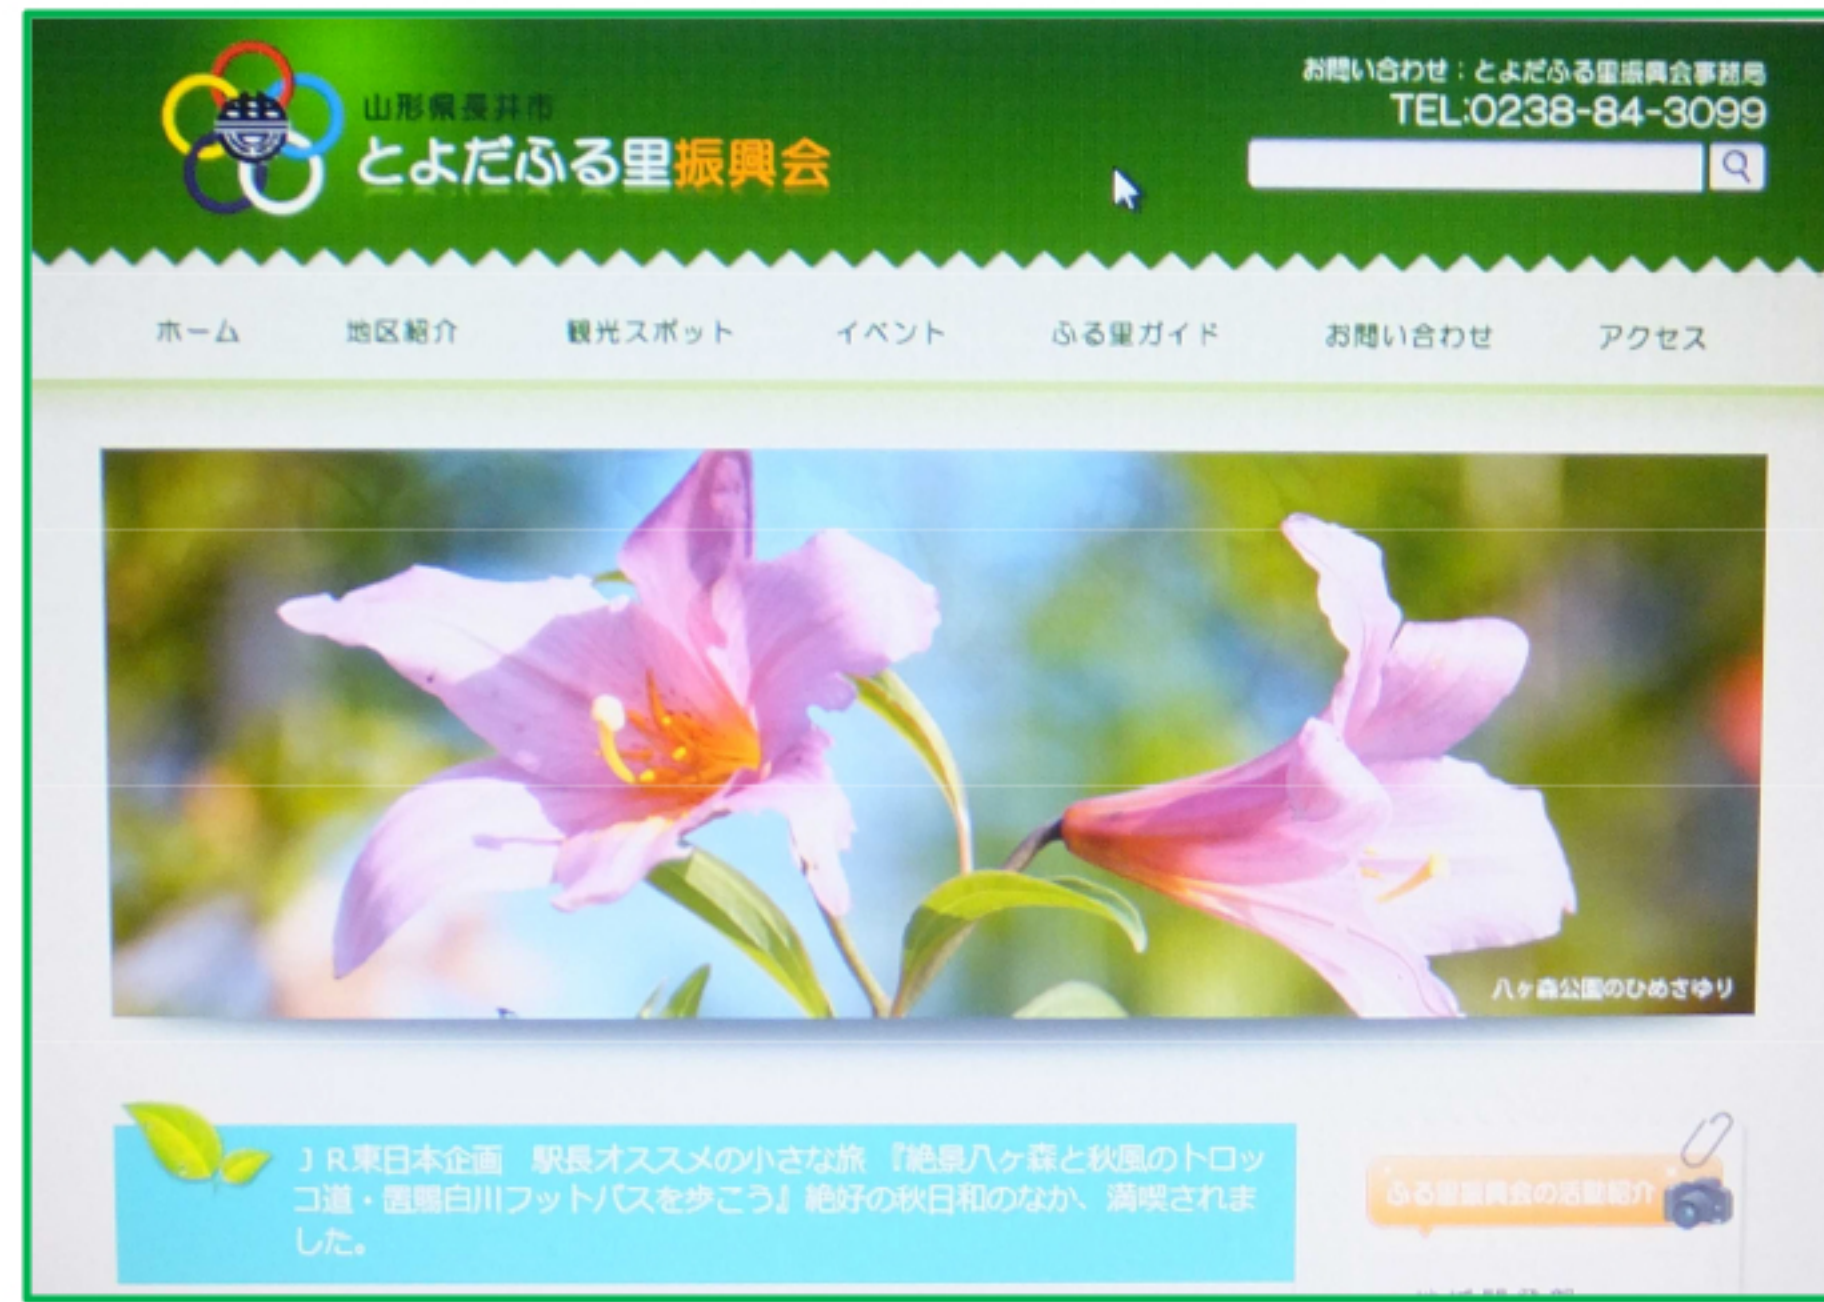 山形県長井市
とよだふる里振興会
お問い合わせ：とよだふる里振興会事務局
TEL:0238-84-3099
ホーム 地区紹介 観光スポット イベント ふる里ガイド お問い合わせ アクセス
八ヶ森公園のひめさゆり
ＪＲ東日本企画　駅長オススメの小さな旅 『絶景八ヶ森と秋風のトロッ
コ道・置賜白川フットパスを歩こう』絶好の秋日和のなか、満喫されま
した。
ふる里振興会の活動紹介